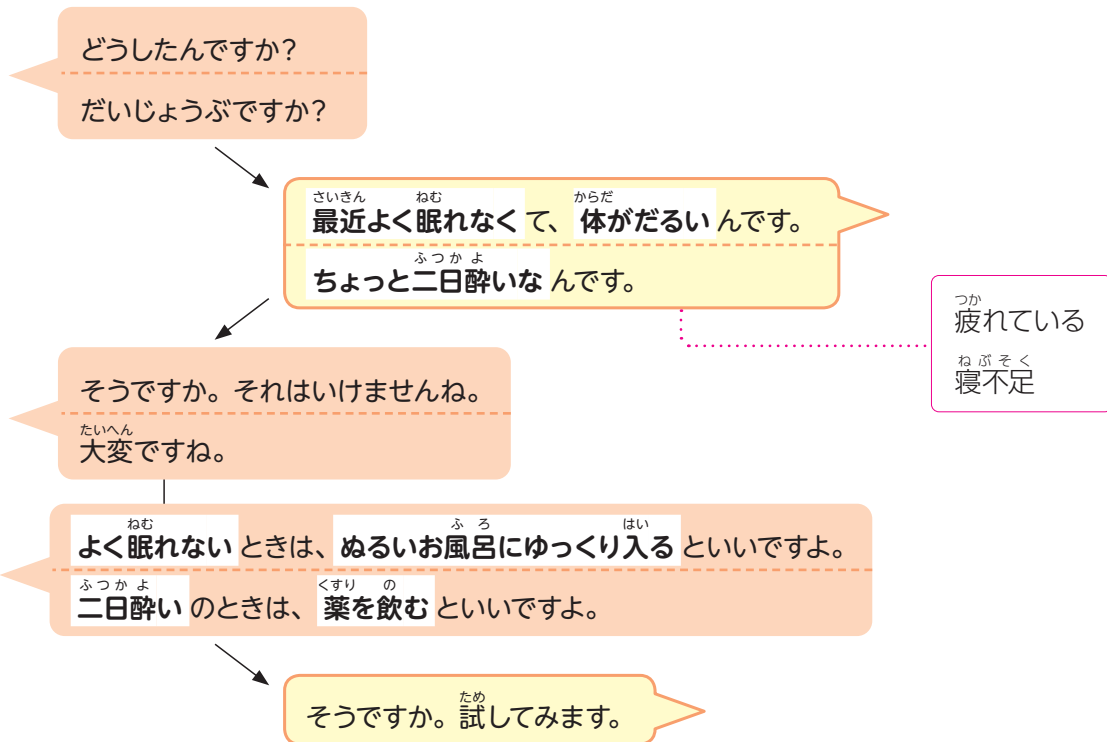 どうしたんですか？
だいじょうぶですか？
さいきん ねむ からだ
最近よく眠れなくて、体がだるいんです。
ふつかよ
ちょっと二日酔いなんです。
つか
疲れている
ねぶそく
寝不足
そうですか。それはいけませんね。
たいへん
大変ですね。
ねむ ふろ はい
よく眠れないときは、ぬるいお風呂にゆっくり入るといいですよ。
ふつかよ くすり の
二日酔いのときは、薬を飲むといいですよ。
ため
そうですか。試してみます。